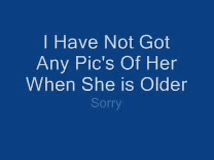 I Have Not Got
Any Pic's Of Her
When She is Older
Sorry